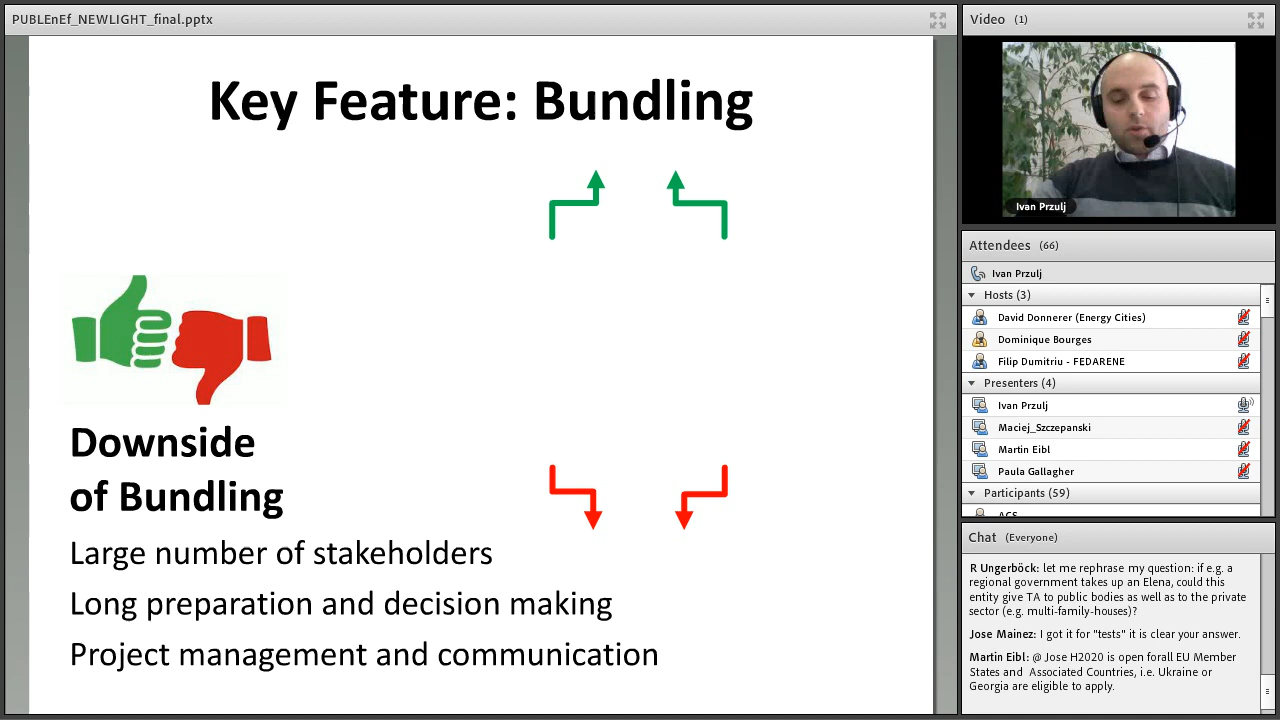 PUBLEnEf_NEWLIGHT_final.pptx
Key Feature: Bundling
Downside
of Bundling
Large number of stakeholders
Long preparation and decision making
Project management and communication
Video (1)
Ivan Przulj
Attendees (66)
Ivan Przulj
Hosts (3)
David Donnerer (Energy Cities)
Dominique Bourges
Filip Dumitriu - FEDARENE
Presenters (4)
Ivan Przulj
Maciej_Szczepanski
Martin Eibl
Paula Gallagher
Participants (59)
Chat (Everyone)
R Ungerböck: let me rephrase my question: if e.g. a
regional government takes up an Elena, could this
entity give TA to public bodies as well as to the private
sector (e.g. multi-family-houses)?
Jose Mainez: I got it for "tests" it is clear your answer.
Martin Eibl: @ Jose H2020 is open forall EU Member
States and Associated Countries, i.e. Ukraine or
Georgia are eligible to apply.